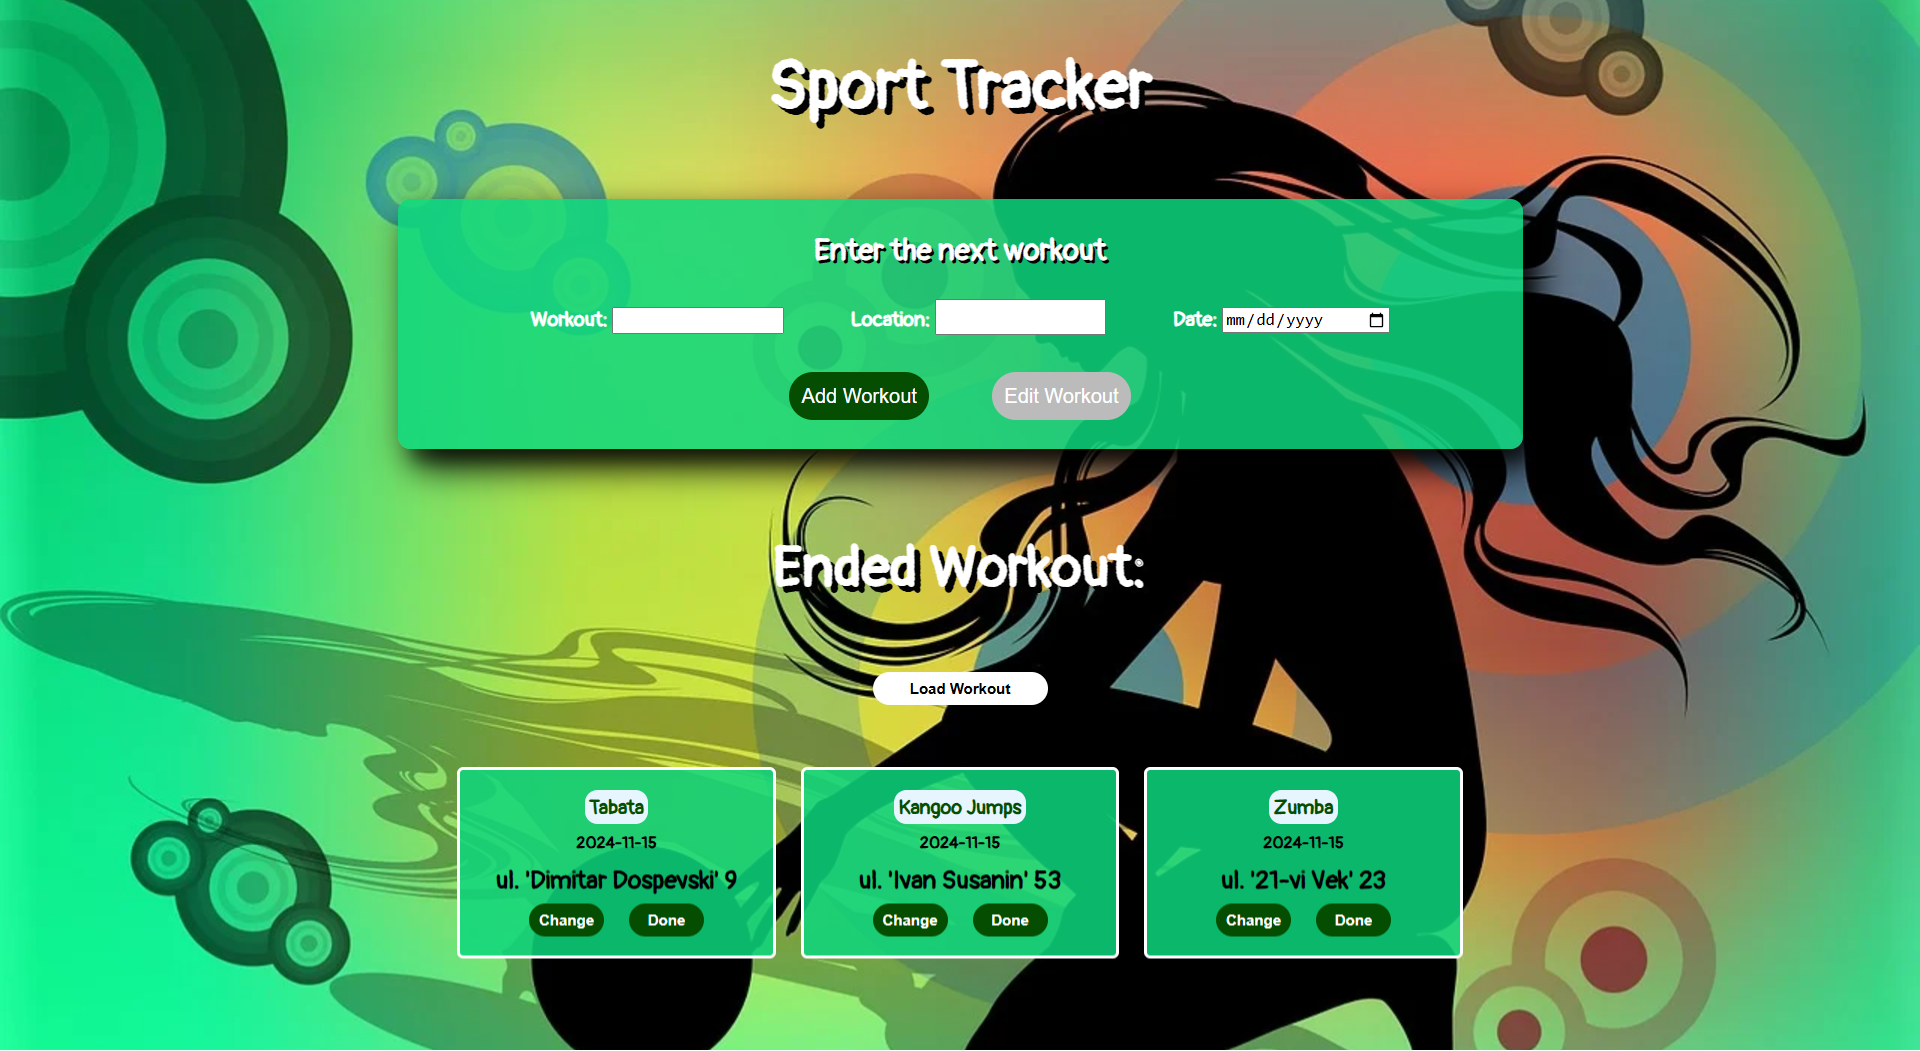 Sport Tracker
Enter the next workout
Workout: Location: Date: mm/dd/yyyy
Add Workout Edit Workout
Ended Workout:
Load Workout
Tabata
2024-11-15
ul. 'Dimitar Dospevski' 9
Change Done
Kangoo Jumps
2024-11-15
ul. 'Ivan Susanin' 53
Change Done
Zumba
2024-11-15
ul. '21-vi Vek' 23
Change Done